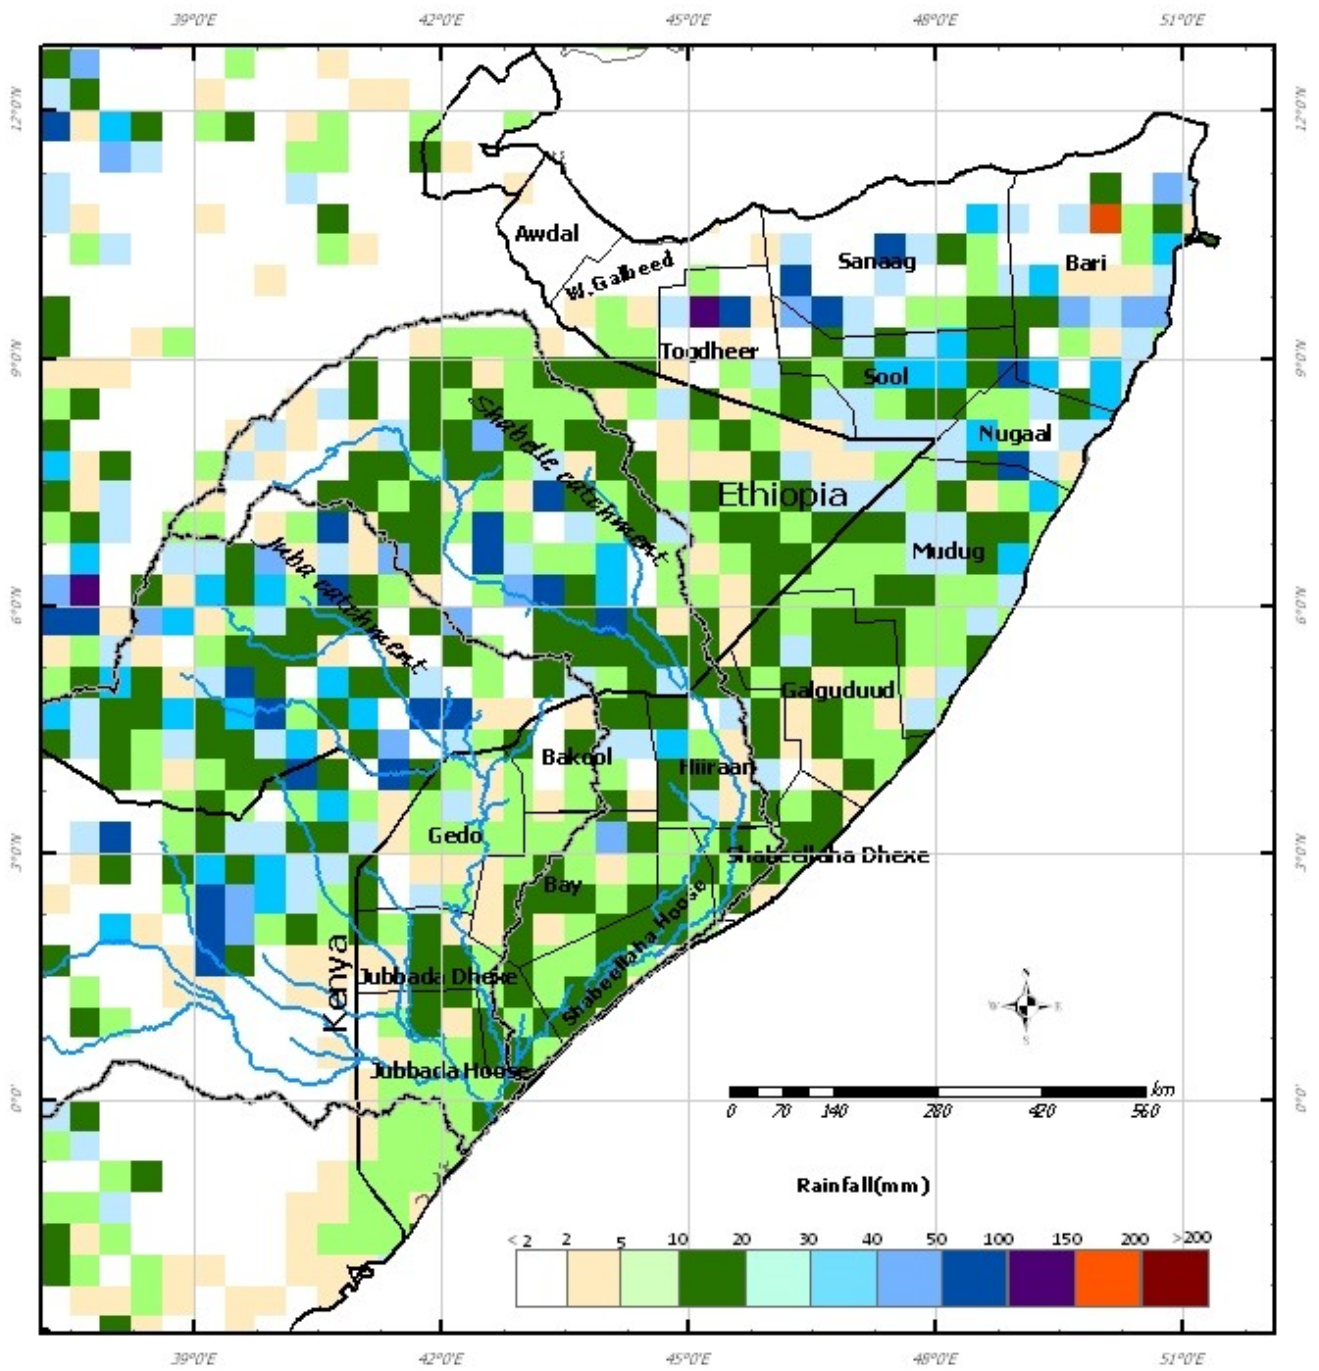 39°0'E 42°0'E 45°0'E 48°0'E 51°0'E
12°0'N 12°0'N
Awdal
W.Galbeed
Sanaag
Bari
Togdheer
9°0'N 9°0'N
Sool
Shabelle catchment
Nugaal
Ethiopia
Juba catchment
Mudug
6°0'N 6°0'N
Galguduud
Bakool
Hiiraan
Gedo
3°0'N 3°0'N
Shabeellaha Dhexe
Bay
Shabeellaha Hoose
Kenya
Jubbada Dhexe
N
W E
S
Jubbada Hoose
km
0°0' 0°0'
0 70 140 280 420 560
Rainfall(mm)
< 2 2 5 10 20 30 40 50 100 150 200 >200
39°0'E 42°0'E 45°0'E 48°0'E 51°0'E